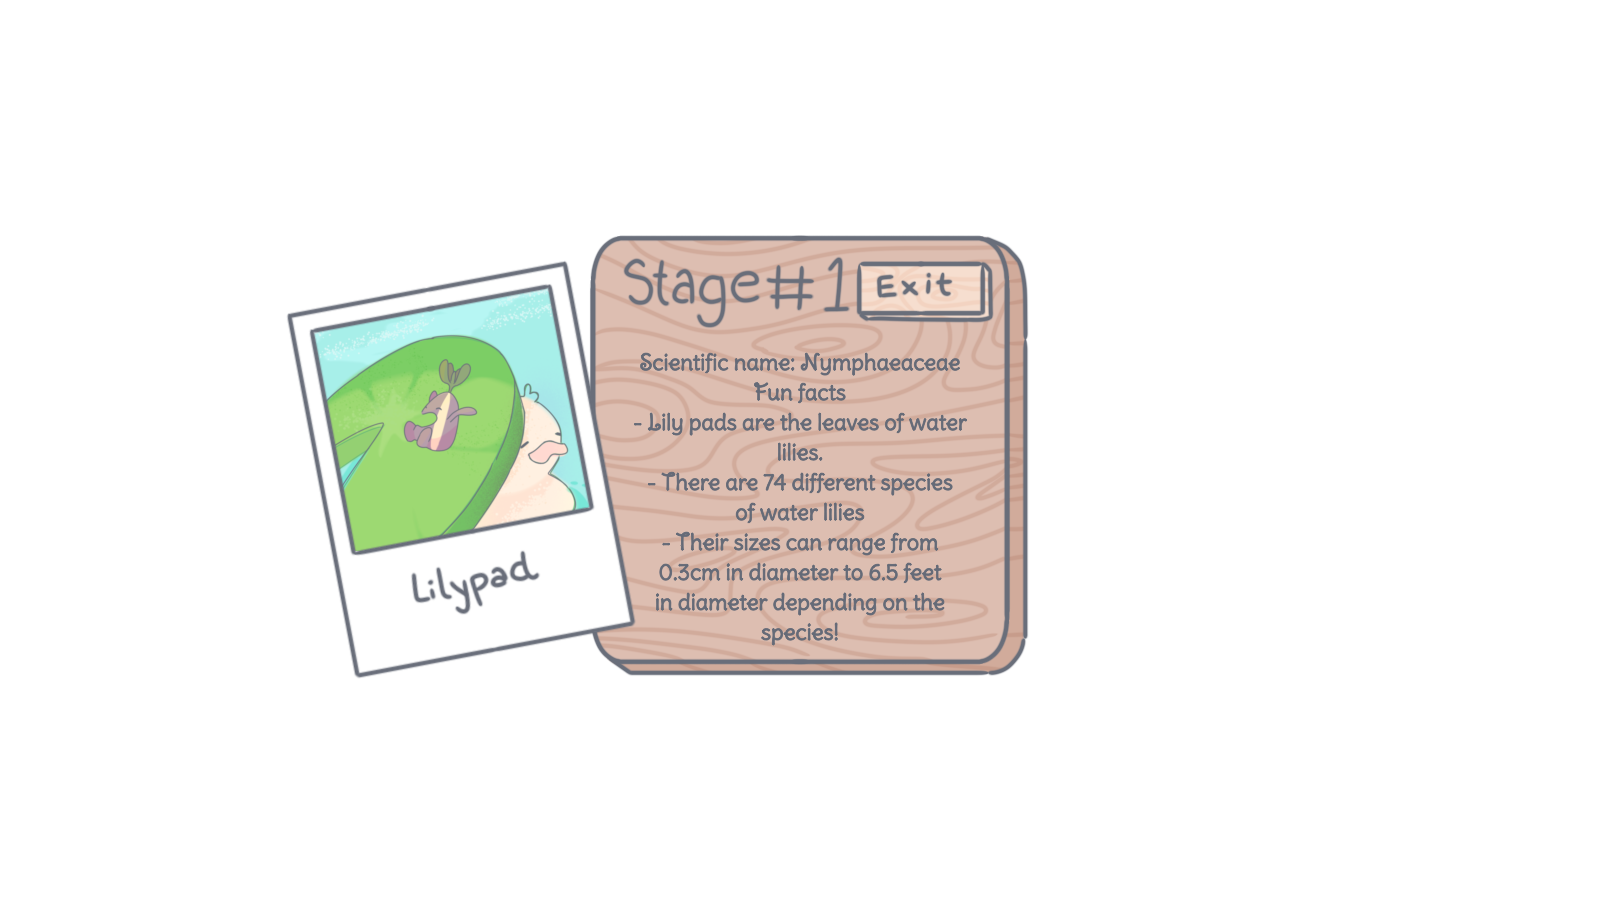 Stage#1
Exit
Scientific name: Nymphaeaceae
Fun facts
- Lily pads are the leaves of water
lilies.
- There are 74 different species
of water lilies
- Their sizes can range from
0.3cm in diameter to 6.5 feet
in diameter depending on the
species!
Lilypad